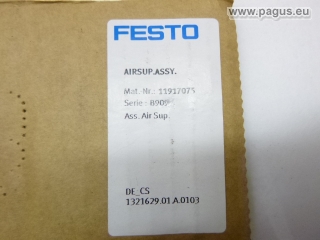 www.pagus.eu
FESTO
AIRSUP.ASSY.
Mat. Nr.: 11917075
Serie : B909
Ass. Air Sup.
DE_CS
1321629.01.A.0103